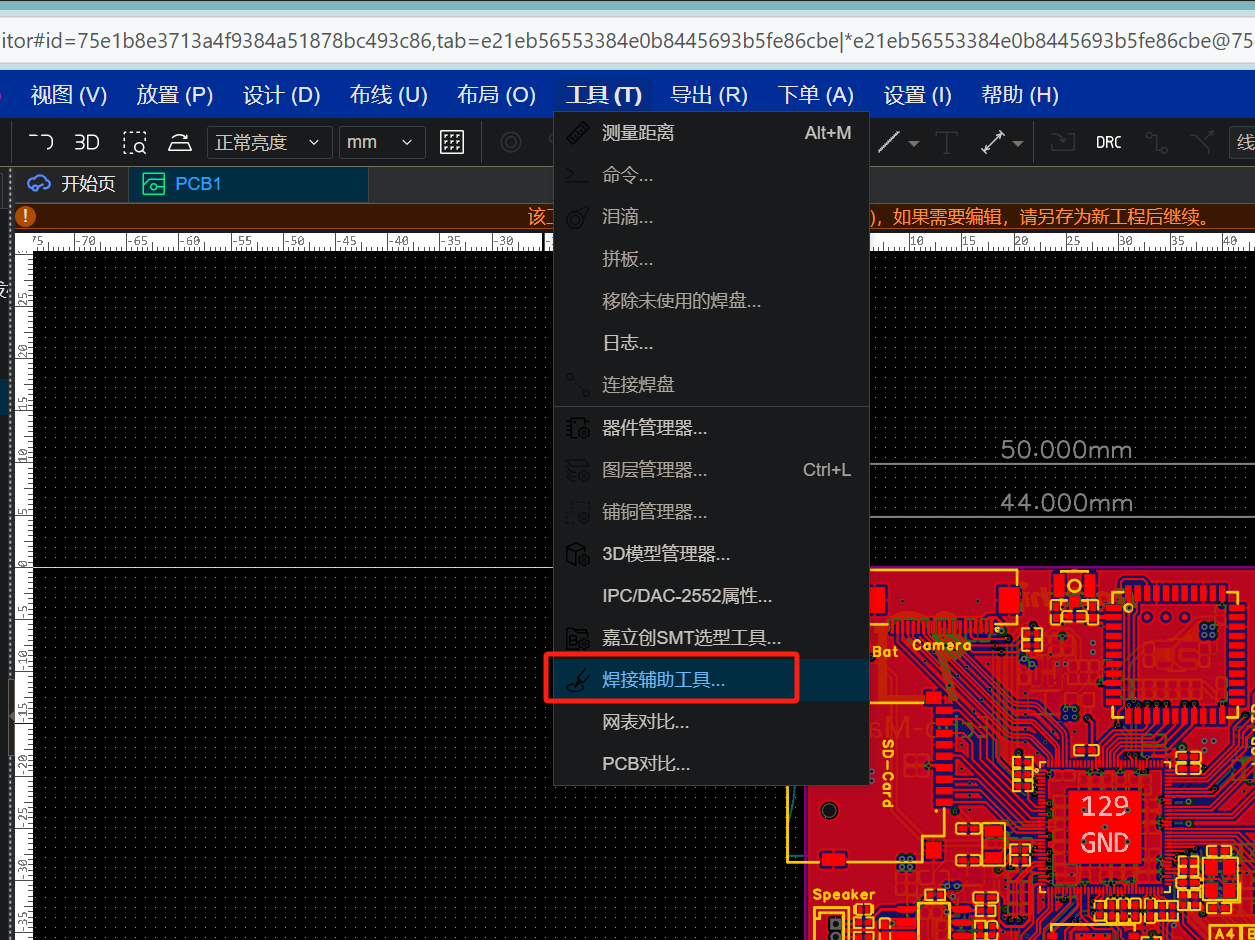 itor#id=75e1b8e3713a4f9384a51878bc493c86,tab=e21eb56553384e0b8445693b5fe86cbe|*e21eb56553384e0b8445693b5fe86cbe@75
视图 (V) 放置 (P) 设计 (D) 布线 (U) 布局 (O) 工具 (T) 导出 (R) 下单 (A) 设置 (I) 帮助 (H)
3D 正常亮度 mm T DRC 线
开始页 PCB1
! 该 ), 如果需要编辑，请另存为新工程后继续。
75 -70 -65 -60 -55 -50 -45 -40 -35 -30 10 15 20 25 30 35 40
测量距离 Alt+M
命令...
泪滴...
拼板...
移除未使用的焊盘...
日志...
连接焊盘
器件管理器...
图层管理器... Ctrl+L
铺铜管理器...
3D模型管理器...
IPC/DAC-2552属性...
嘉立创SMT选型工具...
焊接辅助工具...
网表对比...
PCB对比...
25
20
15
10
5
0
-5
-10
-15
-20
-25
-30
-35
50.000mm
44.000mm
Bat Camera
SD-Card
129
GND
Speaker
A4